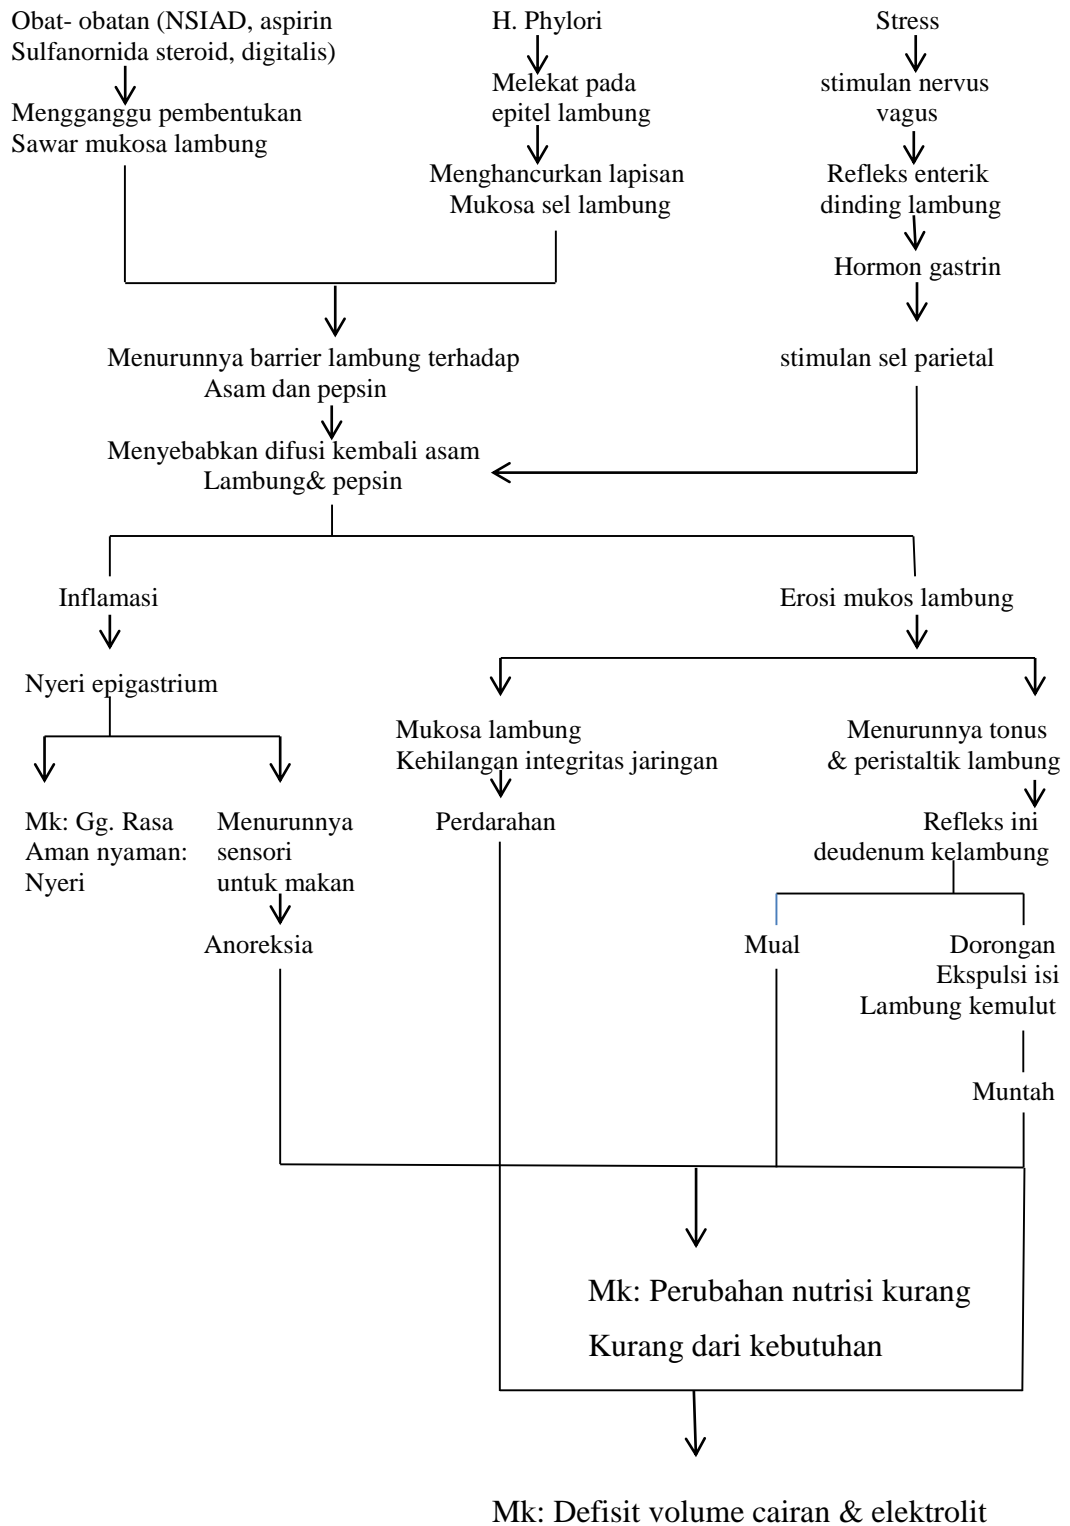 Obat- obatan (NSIAD, aspirin
Sulfanornida steroid, digitalis)
H. Phylori
Stress
Mengganggu pembentukan
Sawar mukosa lambung
Melekat pada
epitel lambung
stimulan nervus
vagus
Menghancurkan lapisan
Mukosa sel lambung
Refleks enterik
dinding lambung
Hormon gastrin
Menurunnya barrier lambung terhadap
Asam dan pepsin
stimulan sel parietal
Menyebabkan difusi kembali asam
Lambung& pepsin
Inflamasi
Erosi mukos lambung
Nyeri epigastrium
Mukosa lambung
Kehilangan integritas jaringan
Menurunnya tonus
& peristaltik lambung
Mk: Gg. Rasa
Aman nyaman:
Nyeri
Menurunnya
sensori
untuk makan
Perdarahan
Refleks ini
deudenum kelambung
Anoreksia
Mual
Dorongan
Ekspulsi isi
Lambung kemulut
Muntah
Mk: Perubahan nutrisi kurang
Kurang dari kebutuhan
Mk: Defisit volume cairan & elektrolit